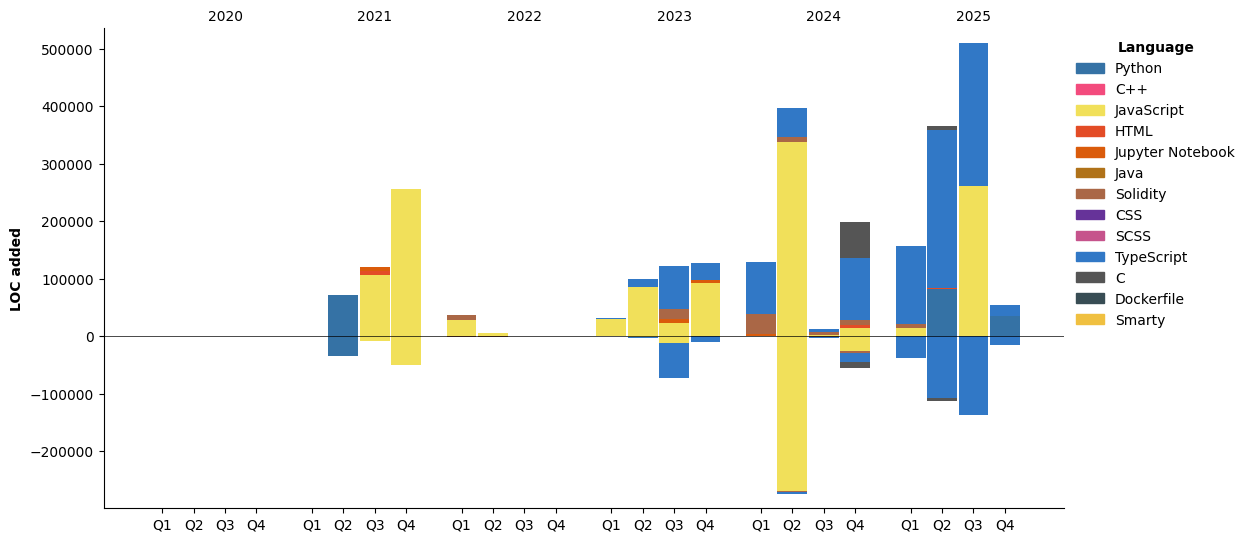 2020 2021 2022 2023 2024 2025
500000
400000
300000
200000
100000
0
−100000
−200000
LOC added
Q1 Q2 Q3 Q4 Q1 Q2 Q3 Q4 Q1 Q2 Q3 Q4 Q1 Q2 Q3 Q4 Q1 Q2 Q3 Q4 Q1 Q2 Q3 Q4
Language
Python
C++
JavaScript
HTML
Jupyter Notebook
Java
Solidity
CSS
SCSS
TypeScript
C
Dockerfile
Smarty